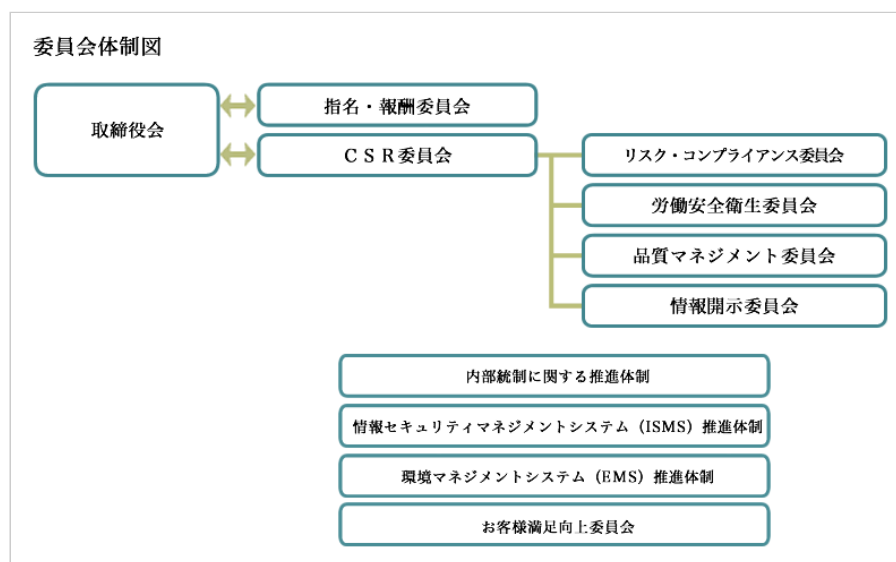 委員会体制図
取締役会
指名・報酬委員会
ＣＳＲ委員会
リスク・コンプライアンス委員会
労働安全衛生委員会
品質マネジメント委員会
情報開示委員会
内部統制に関する推進体制
情報セキュリティマネジメントシステム（ISMS）推進体制
環境マネジメントシステム（EMS）推進体制
お客様満足向上委員会